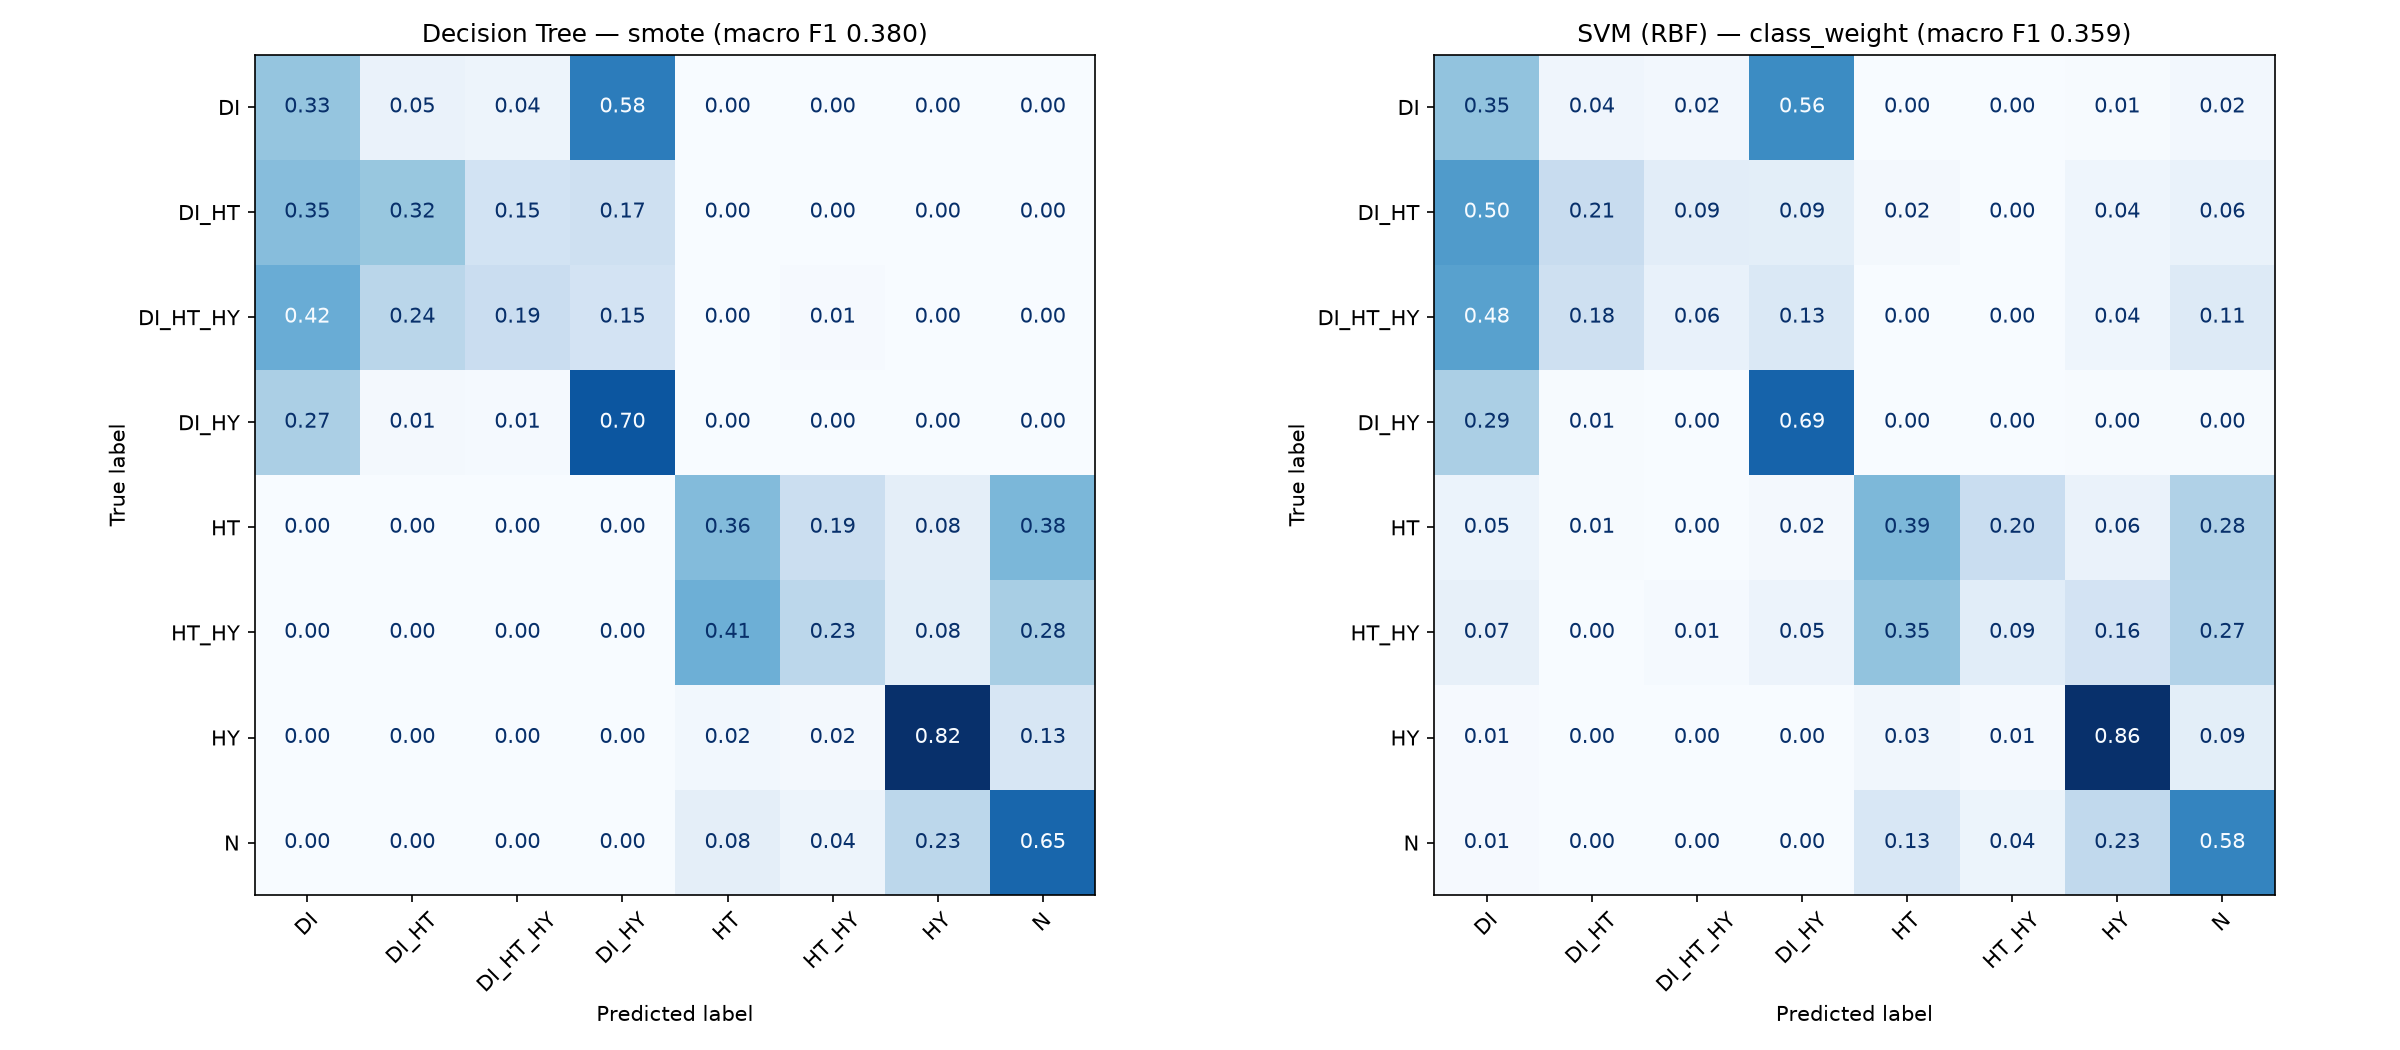 Decision Tree — smote (macro F1 0.380)
True label
DI 0.33 0.05 0.04 0.58 0.00 0.00 0.00 0.00
DI_HT 0.35 0.32 0.15 0.17 0.00 0.00 0.00 0.00
DI_HT_HY 0.42 0.24 0.19 0.15 0.00 0.01 0.00 0.00
DI_HY 0.27 0.01 0.01 0.70 0.00 0.00 0.00 0.00
HT 0.00 0.00 0.00 0.00 0.36 0.19 0.08 0.38
HT_HY 0.00 0.00 0.00 0.00 0.41 0.23 0.08 0.28
HY 0.00 0.00 0.00 0.00 0.02 0.02 0.82 0.13
N 0.00 0.00 0.00 0.00 0.08 0.04 0.23 0.65
DI DI_HT DI_HT_HY DI_HY HT HT_HY HY N
Predicted label
SVM (RBF) — class_weight (macro F1 0.359)
True label
DI 0.35 0.04 0.02 0.56 0.00 0.00 0.01 0.02
DI_HT 0.50 0.21 0.09 0.09 0.02 0.00 0.04 0.06
DI_HT_HY 0.48 0.18 0.06 0.13 0.00 0.00 0.04 0.11
DI_HY 0.29 0.01 0.00 0.69 0.00 0.00 0.00 0.00
HT 0.05 0.01 0.00 0.02 0.39 0.20 0.06 0.28
HT_HY 0.07 0.00 0.01 0.05 0.35 0.09 0.16 0.27
HY 0.01 0.00 0.00 0.00 0.03 0.01 0.86 0.09
N 0.01 0.00 0.00 0.00 0.13 0.04 0.23 0.58
DI DI_HT DI_HT_HY DI_HY HT HT_HY HY N
Predicted label